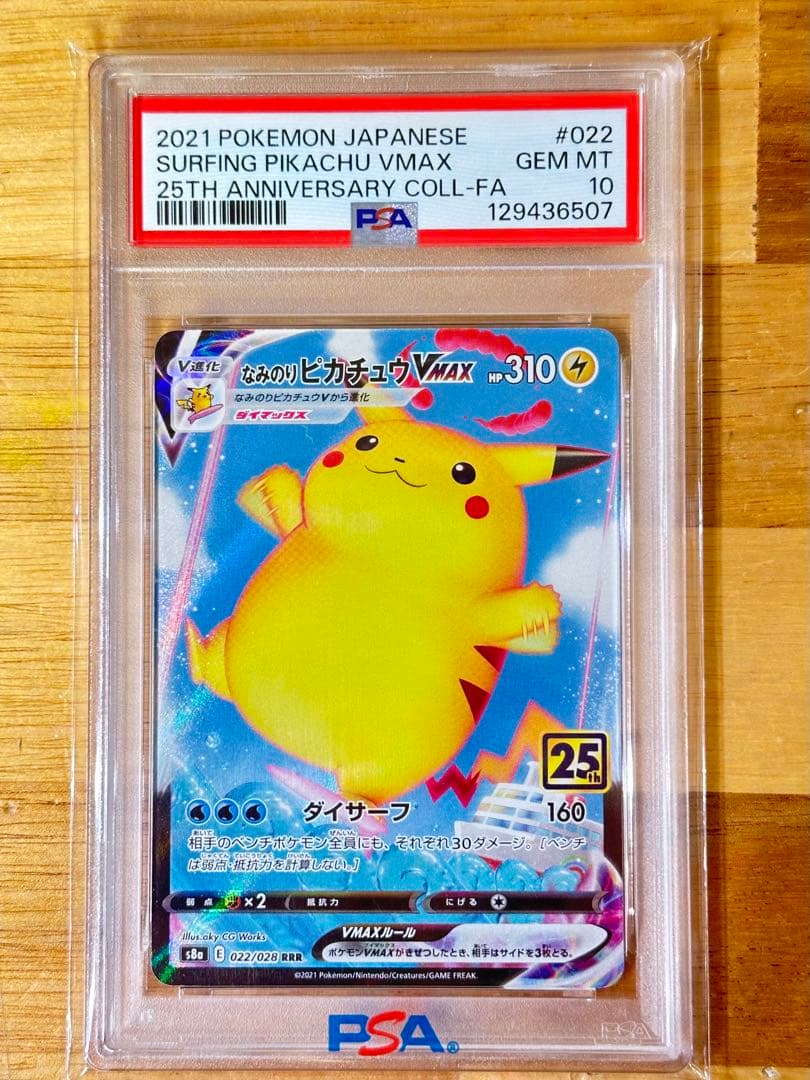 2021 POKEMON JAPANESE #022
SURFING PIKACHU VMAX GEM MT
25TH ANNIVERSARY COLL-FA 10
PSA 129436507
V進化
なみのりピカチュウVMAX HP310
なみのりピカチュウVから進化
ダイマックス
25th
ダイサーフ 160
相手のベンチポケモン全員にも、それぞれ30ダメージ。[ベンチ
は弱点・抵抗力を計算しない。]
弱点 ×2 抵抗力 にげる
VMAXルール
ポケモンVMAXがきぜつしたとき、相手はサイドを3枚とる。
Illus.aky CG Works
s8a E 022/028 RRR
©2021 Pokémon/Nintendo/Creatures/GAME FREAK.
PSA®
PSA